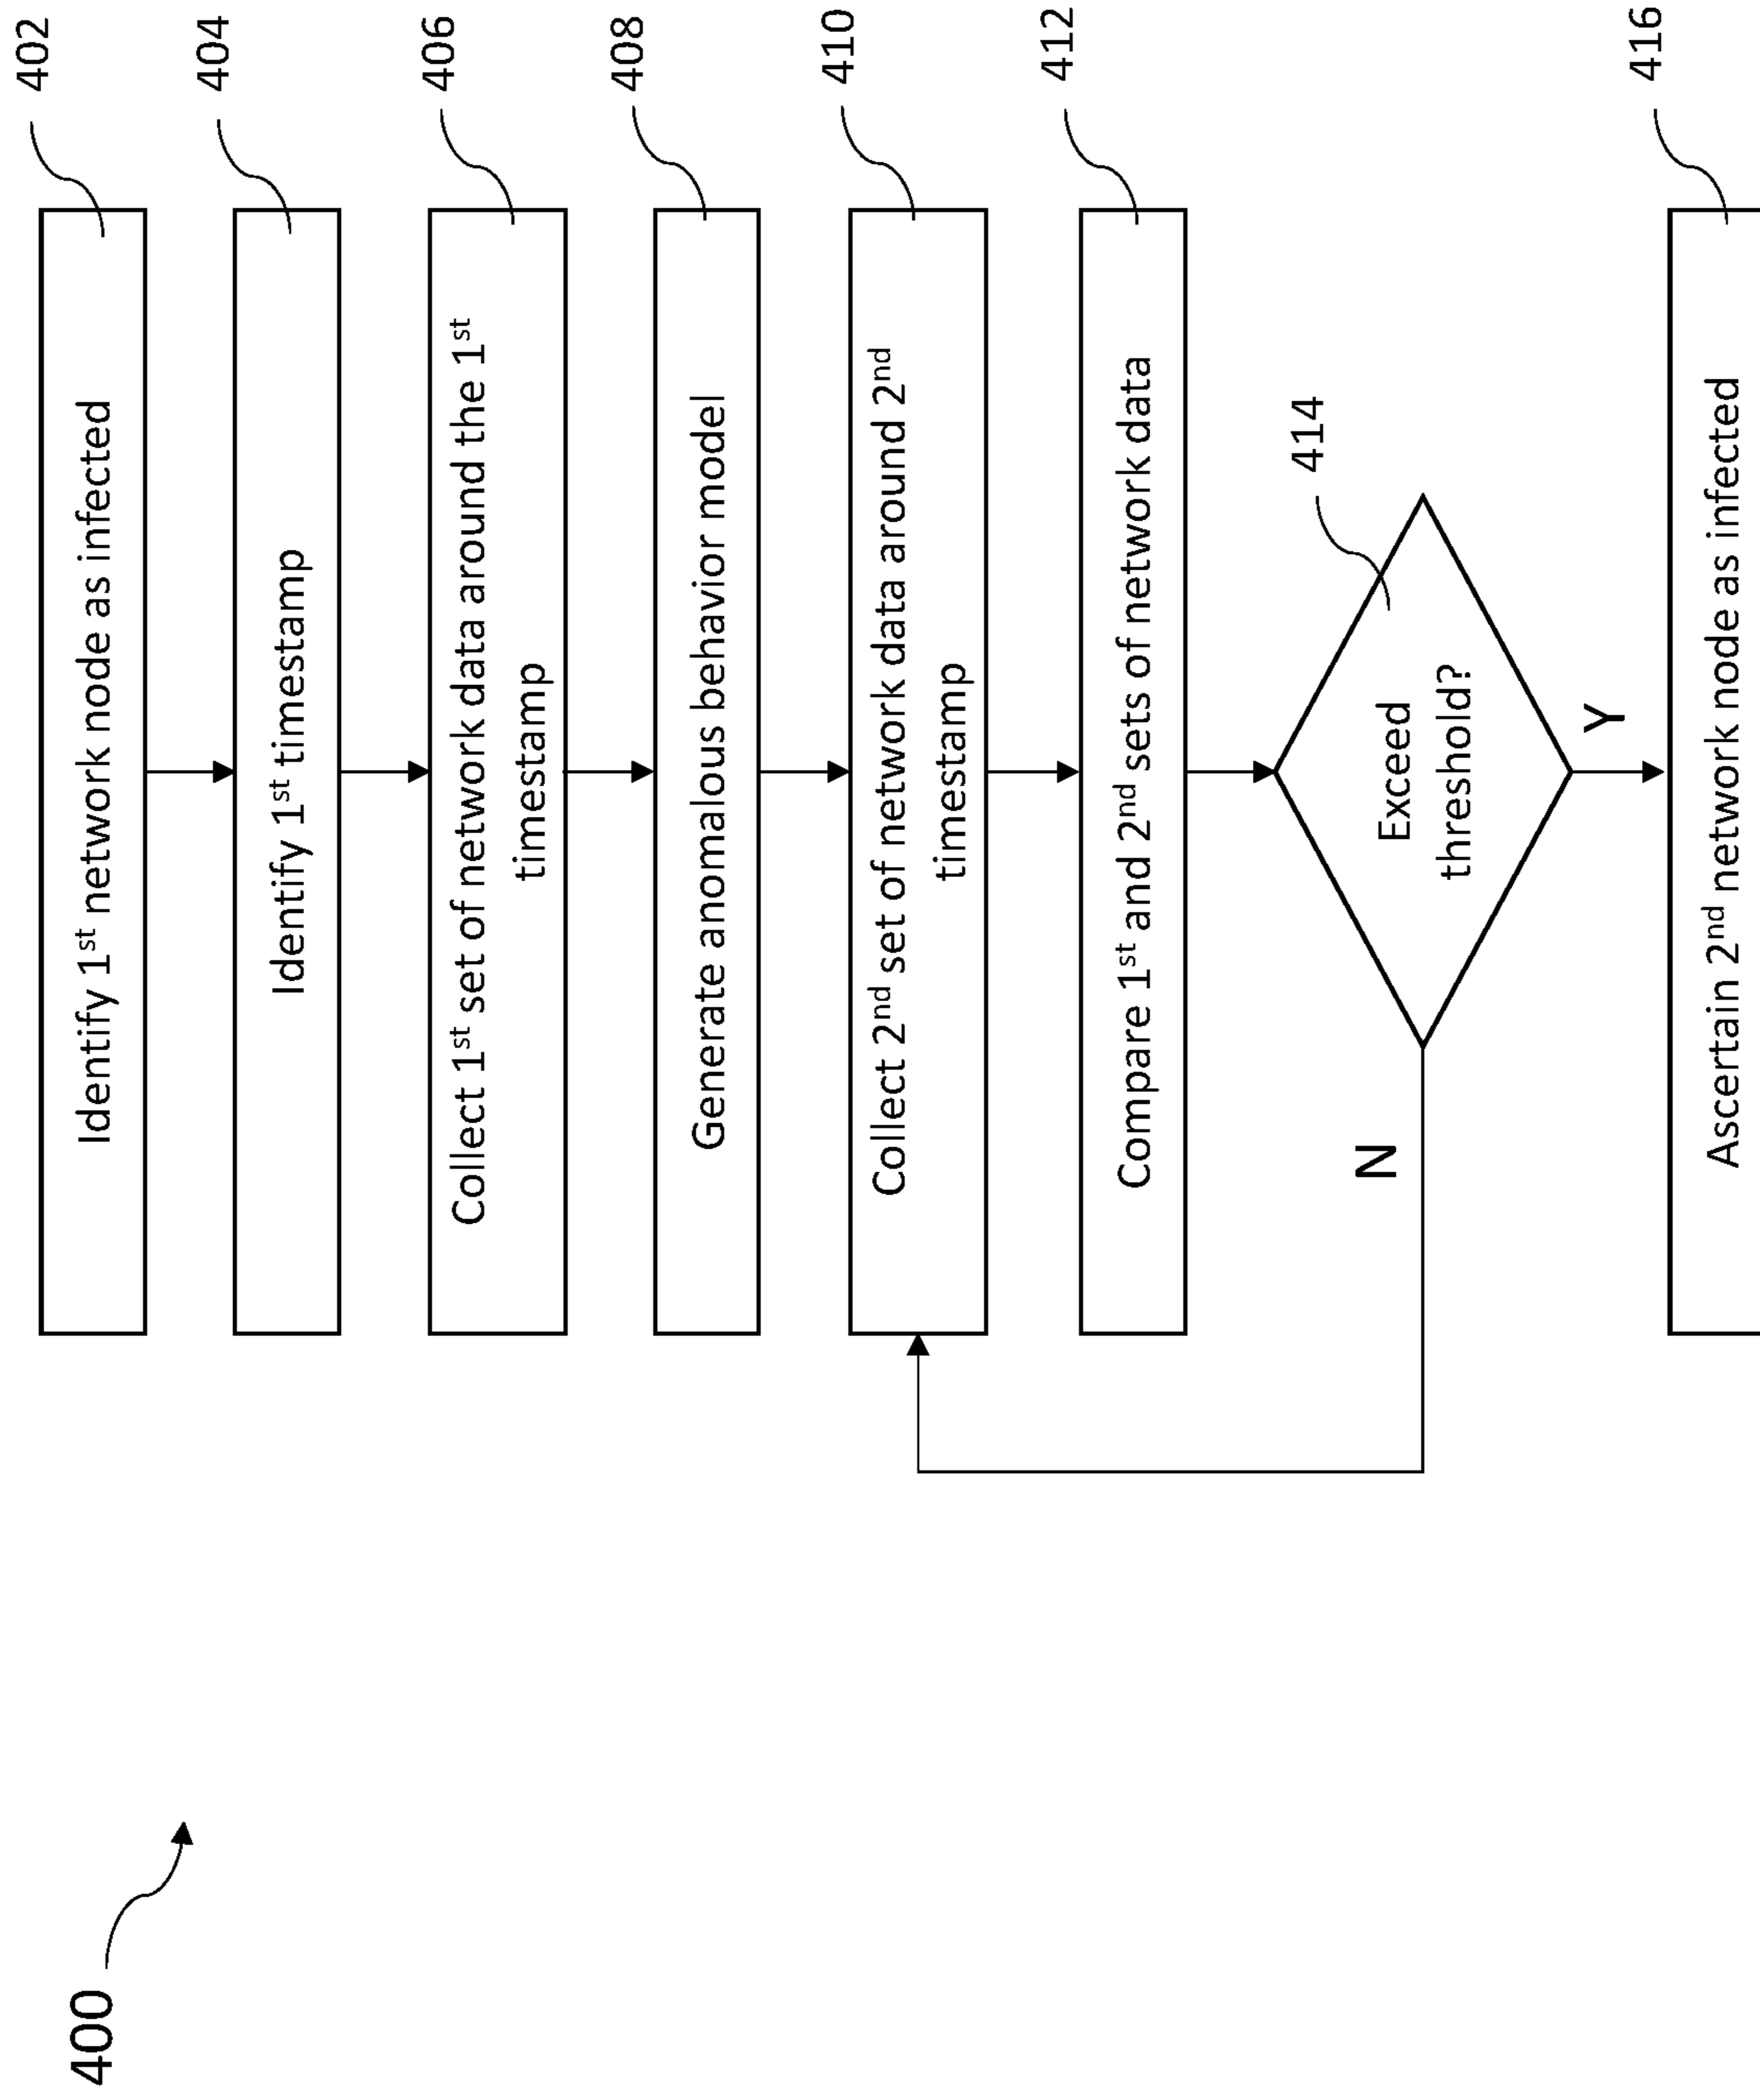 400
402
Identify 1st network node as infected
404
Identify 1st timestamp
406
Collect 1st set of network data around the 1st
timestamp
408
Generate anomalous behavior model
410
Collect 2nd set of network data around 2nd
timestamp
412
Compare 1st and 2nd sets of network data
414
Exceed
threshold?
N
Y
416
Ascertain 2nd network node as infected